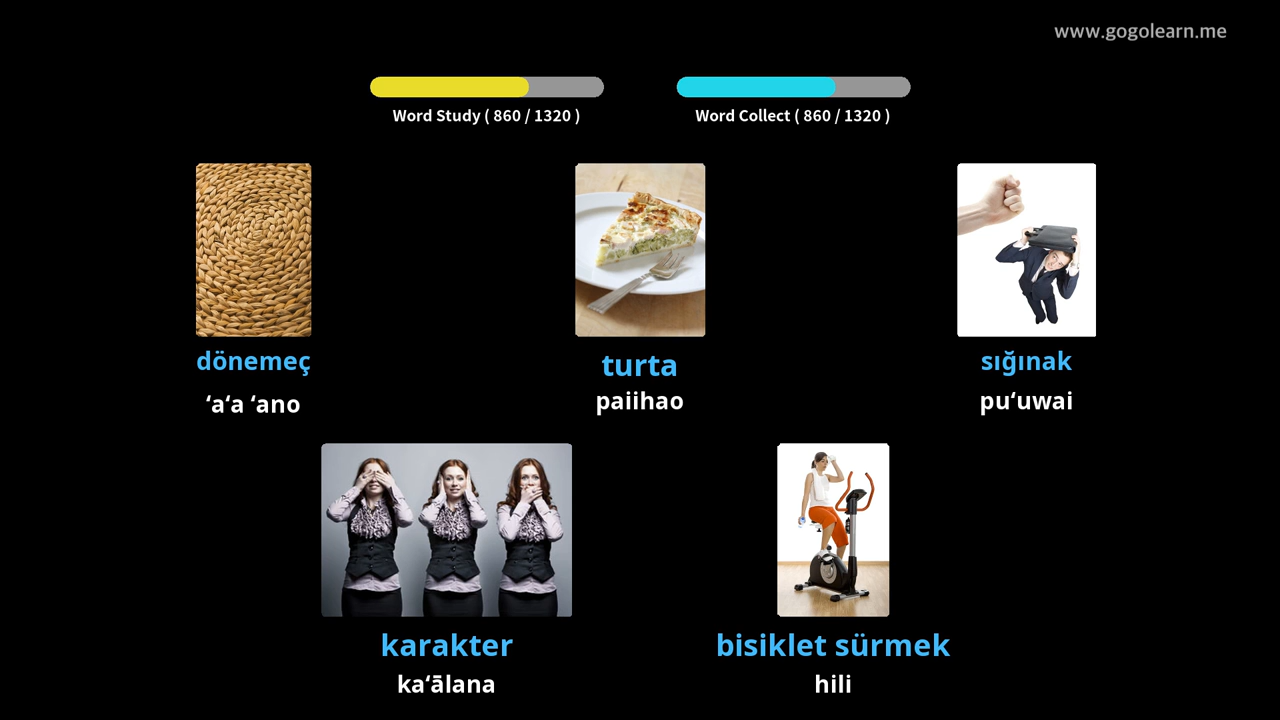 www.gogolearn.me
Word Study ( 860 / 1320 )
Word Collect ( 860 / 1320 )
dönemeç
ʻaʻa ʻano
turta
paiihao
sığınak
puʻuwai
karakter
kaʻālana
bisiklet sürmek
hili